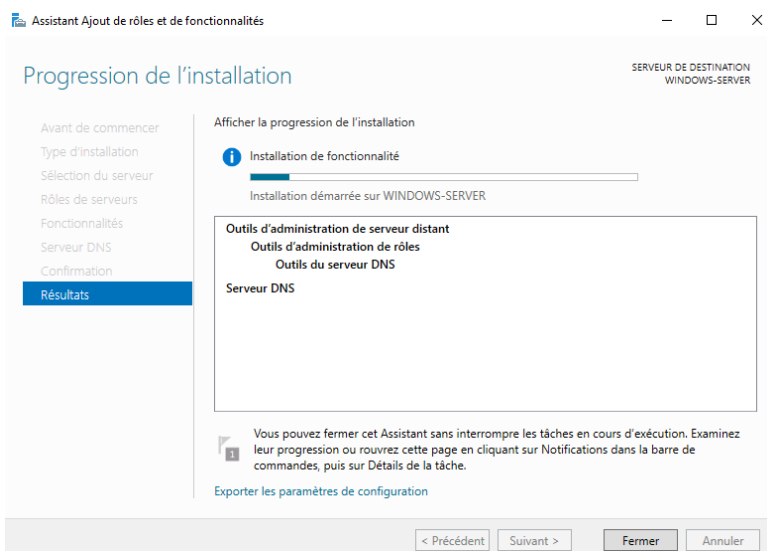 Assistant Ajout de rôles et de fonctionnalités
Progression de l'installation
SERVEUR DE DESTINATION
WINDOWS-SERVER
Avant de commencer
Type d'installation
Sélection du serveur
Rôles de serveurs
Fonctionnalités
Serveur DNS
Confirmation
Résultats
Afficher la progression de l'installation
Installation de fonctionnalité
Installation démarrée sur WINDOWS-SERVER
Outils d'administration de serveur distant
Outils d'administration de rôles
Outils du serveur DNS
Serveur DNS
1
Vous pouvez fermer cet Assistant sans interrompre les tâches en cours d'exécution. Examinez
leur progression ou rouvrez cette page en cliquant sur Notifications dans la barre de
commandes, puis sur Détails de la tâche.
Exporter les paramètres de configuration
< Précédent
Suivant >
Fermer
Annuler